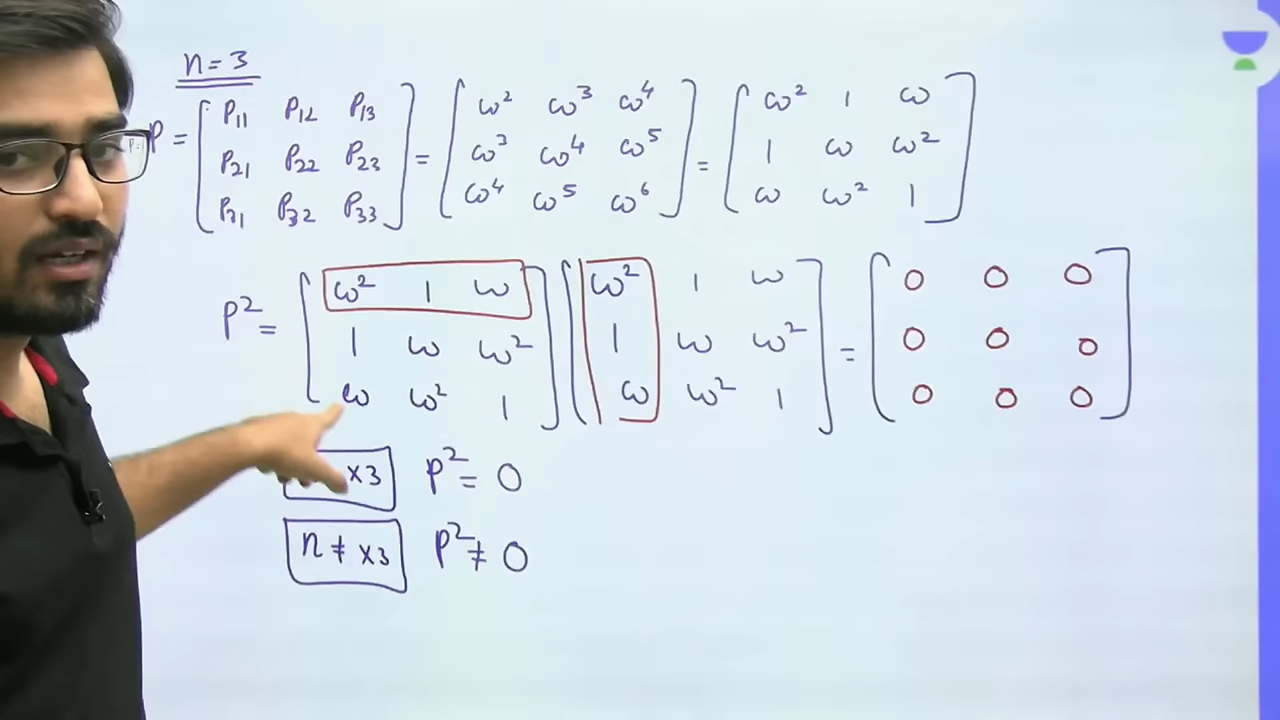 n = 3
P = [ P11 P12 P13 ] = [ ω² ω³ ω⁴ ] = [ ω² 1 ω ]
[ P21 P22 P23 ] [ ω³ ω⁴ ω⁵ ] [ 1 ω ω² ]
[ P31 P32 P33 ] [ ω⁴ ω⁵ ω⁶ ] [ ω ω² 1 ]
P² = [ ω² 1 ω ] [ ω² 1 ω ] = [ 0 0 0 ]
[ 1 ω ω² ] [ 1 ω ω² ] [ 0 0 0 ]
[ ω ω² 1 ] [ ω ω² 1 ] [ 0 0 0 ]
×3 P² = 0
n ≠ ×3 P² ≠ 0